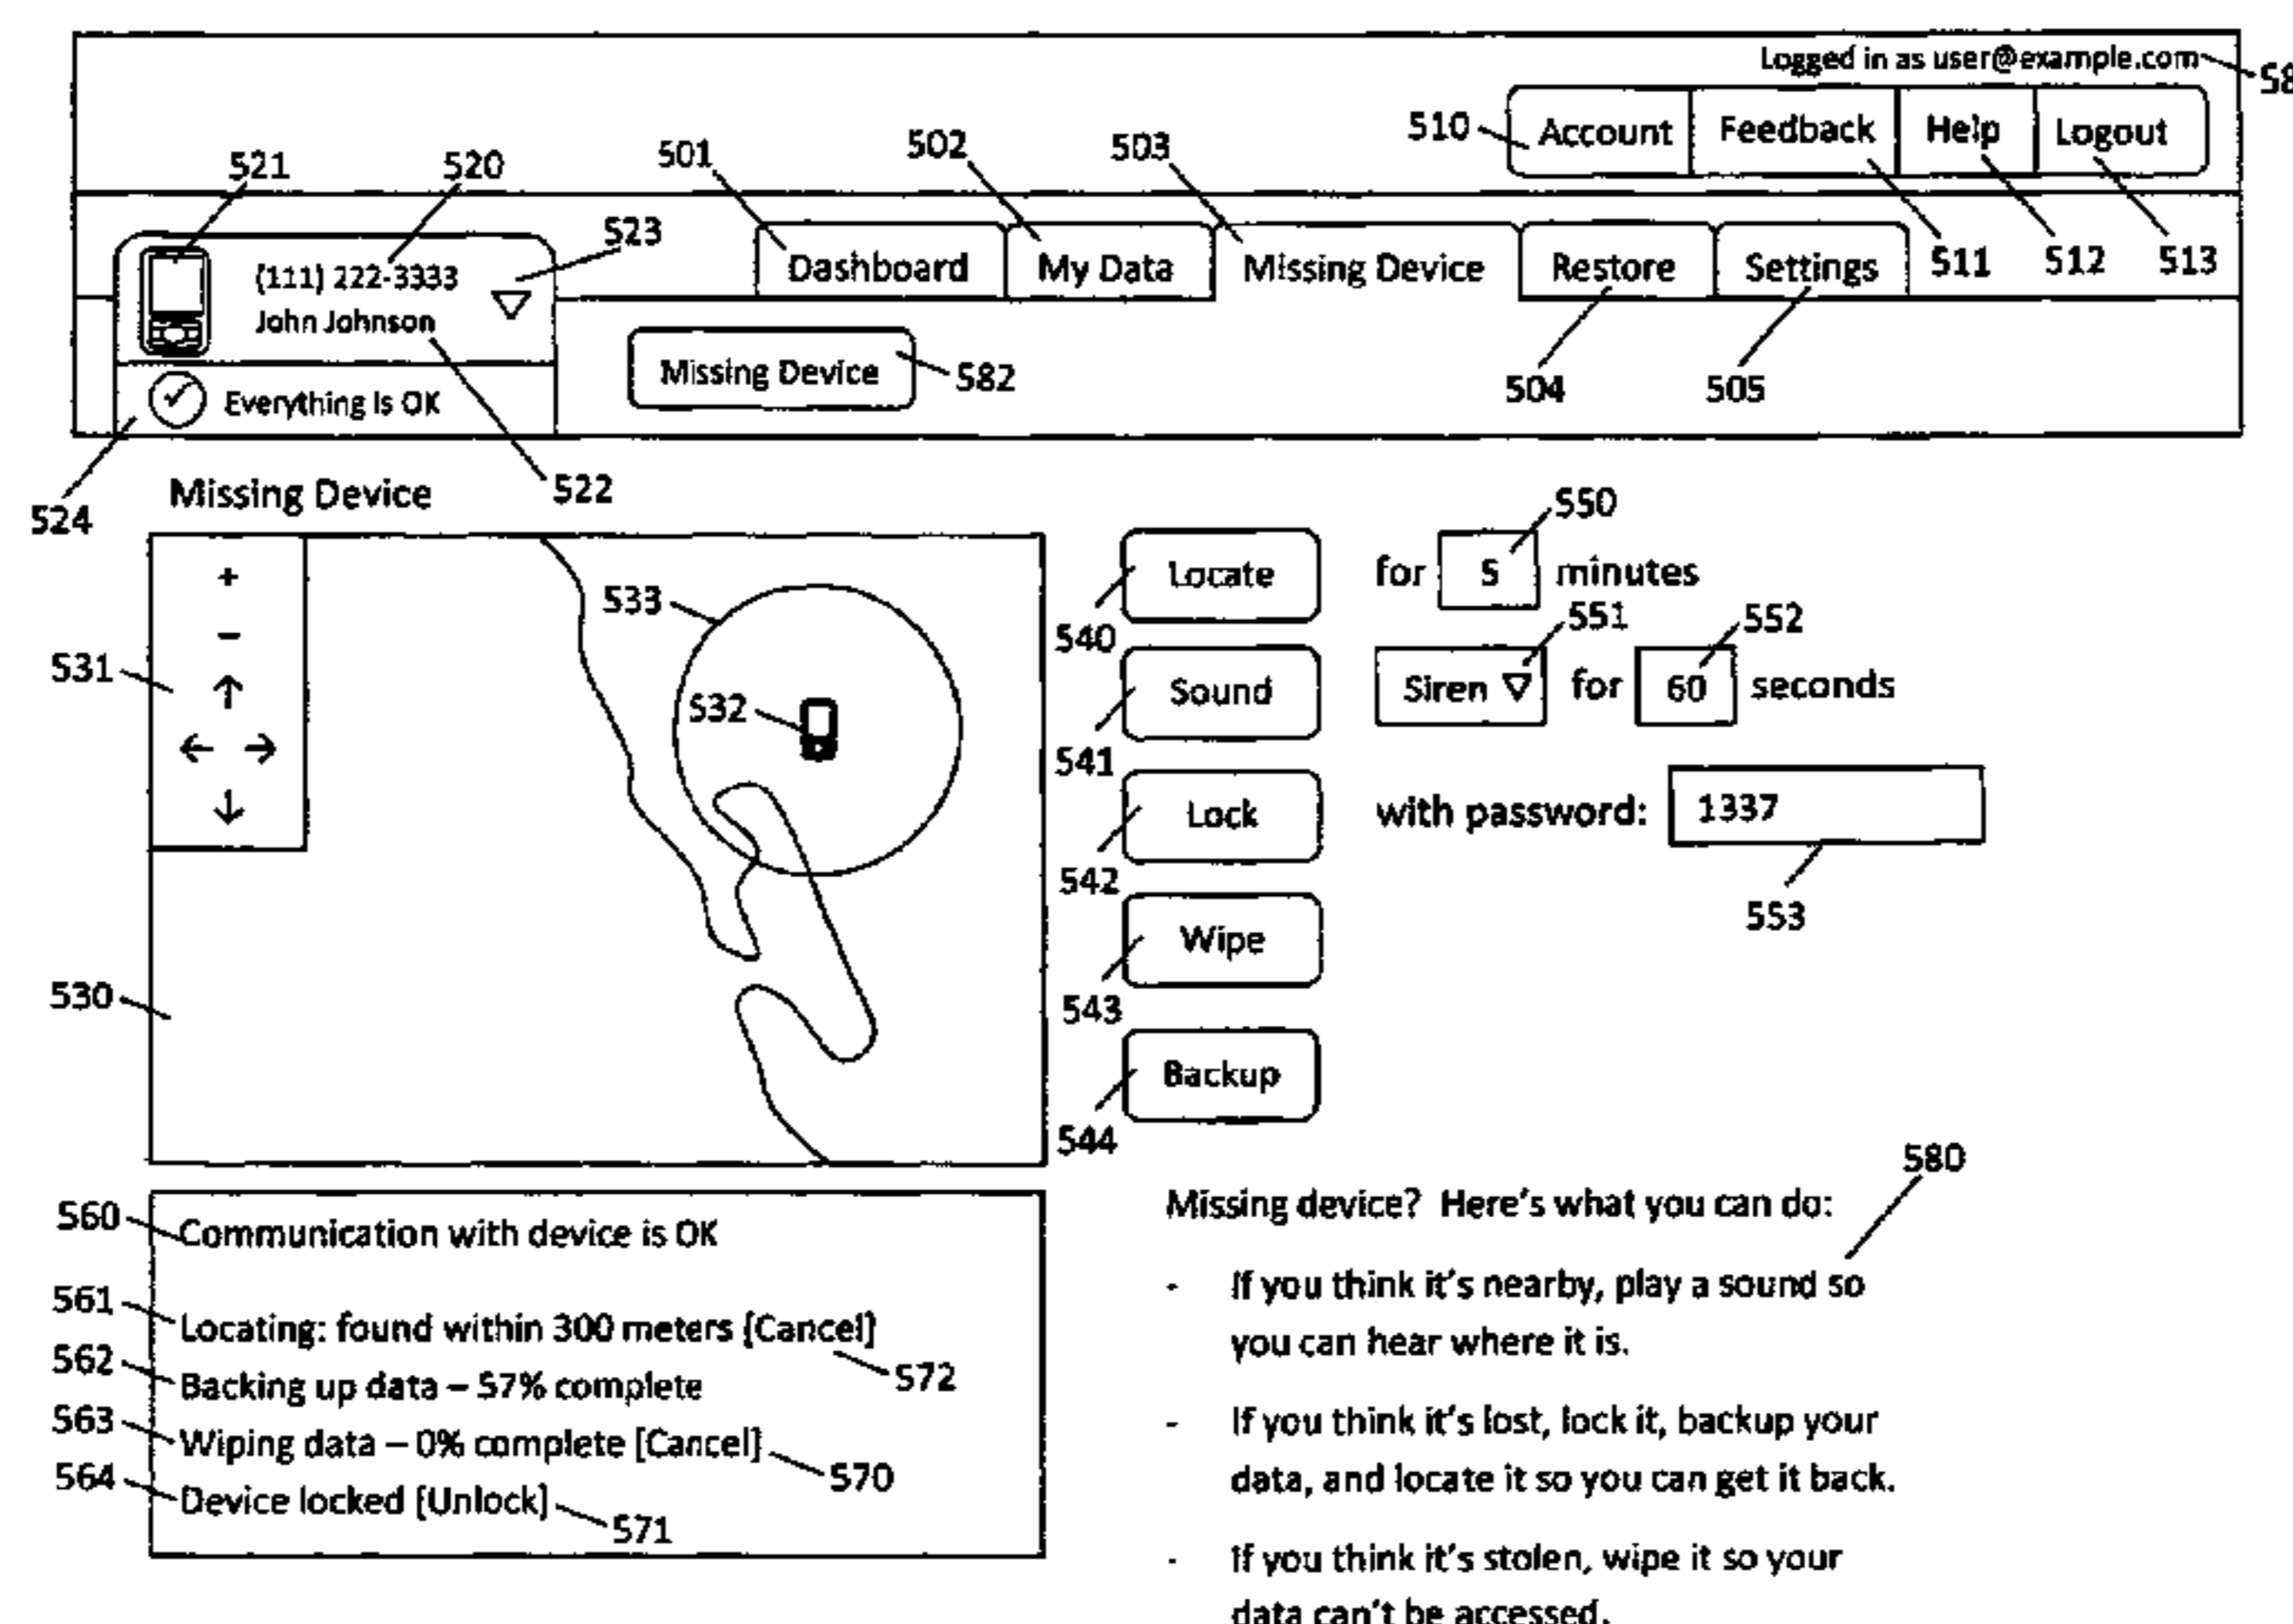 Logged in as user@example.com
510 Account Feedback Help Logout
521 520 501 502 503
523
(111) 222-3333
John Johnson
Dashboard My Data Missing Device Restore Settings 511 512 513
Missing Device 582 504 505
Everything is OK
524 Missing Device 522
550
Locate for 5 minutes
533 540 551 552
531 + −
↑
← →
↓
532 Sound Siren ▽ for 60 seconds
541
Lock with password: 1337
542 553
Wipe
530 543
Backup
544
580
560 Communication with device is OK
561 Locating: found within 300 meters [Cancel]
572
562 Backing up data – 57% complete
563 Wiping data – 0% complete [Cancel]
570
564 Device locked [Unlock]
571
Missing device? Here's what you can do:
- If you think it's nearby, play a sound so
you can hear where it is.
- If you think it's lost, lock it, backup your
data, and locate it so you can get it back.
- If you think it's stolen, wipe it so your
data can't be accessed.